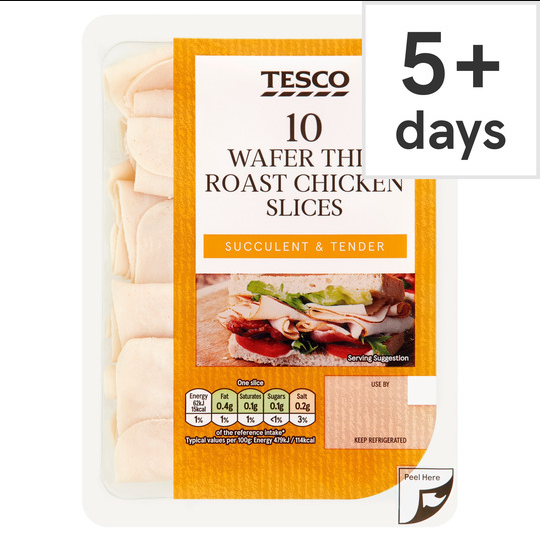 5+
days
TESCO
10
WAFER THI
ROAST CHICKEN
SLICES
SUCCULENT & TENDER
Serving Suggestion
One slice
Energy Fat Saturates Sugars Salt
62kJ
15kcal 0.4g 0.1g 0.1g 0.2g
1% 1% 1% <1% 3%
of the reference intake*
Typical values per 100g: Energy 479kJ / 114kcal
USE BY
KEEP REFRIGERATED
Peel Here